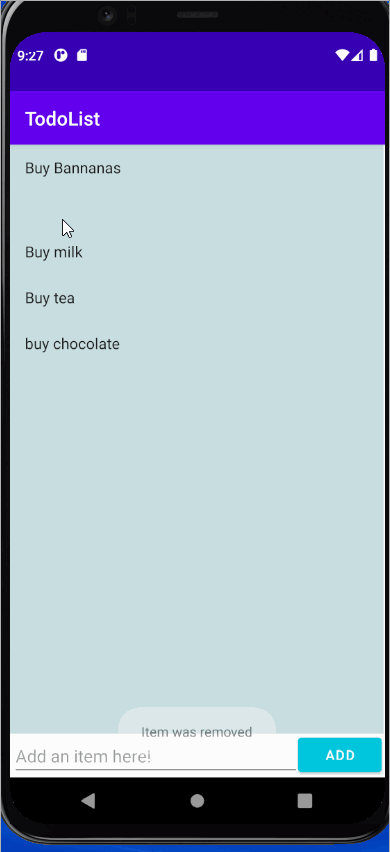 9:27
TodoList
Buy Bannanas
Buy milk
Buy tea
buy chocolate
Item was removed
Add an item here!
ADD